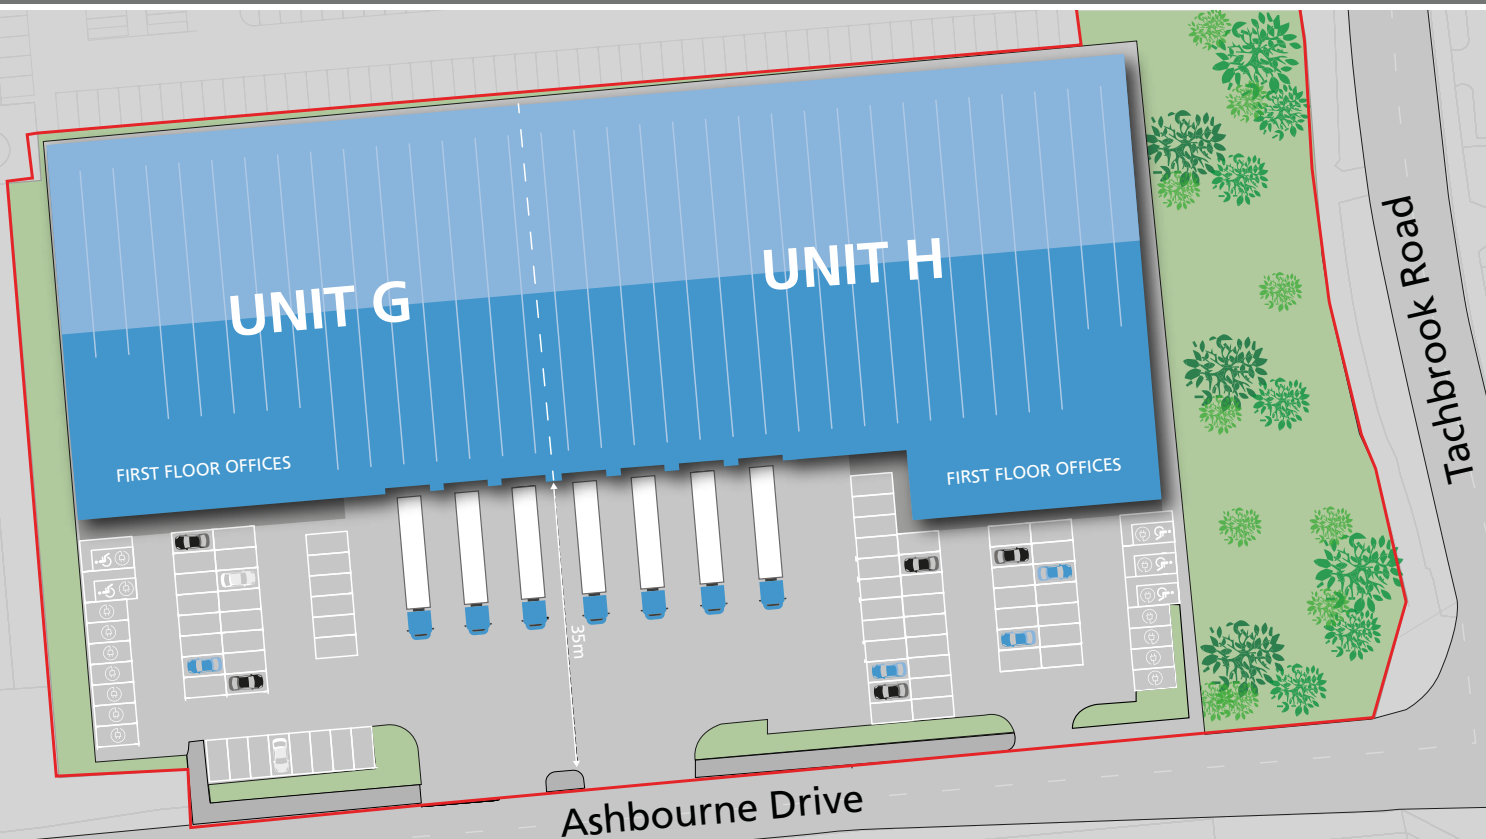 UNIT G
UNIT H
FIRST FLOOR OFFICES
FIRST FLOOR OFFICES
35m
Ashbourne Drive
Tachbrook Road